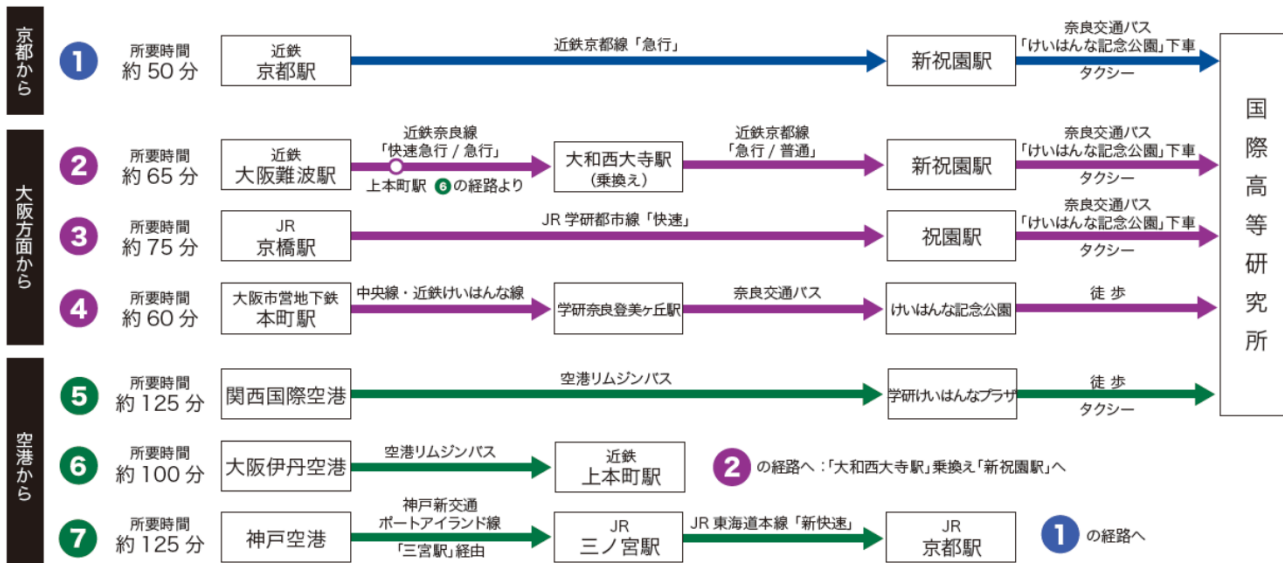 京都から
1
所要時間
約 50 分
近鉄
京都駅
近鉄京都線「急行」
新祝園駅
奈良交通バス
「けいはんな記念公園」下車
タクシー
国際高等研究所
大阪方面から
2
所要時間
約 65 分
近鉄
大阪難波駅
近鉄奈良線
「快速急行 / 急行」
上本町駅 6 の経路より
大和西大寺駅
(乗換え)
近鉄京都線
「急行 / 普通」
新祝園駅
奈良交通バス
「けいはんな記念公園」下車
タクシー
3
所要時間
約 75 分
JR
京橋駅
JR 学研都市線「快速」
祝園駅
奈良交通バス
「けいはんな記念公園」下車
タクシー
4
所要時間
約 60 分
大阪市営地下鉄
本町駅
中央線・近鉄けいはんな線
学研奈良登美ヶ丘駅
奈良交通バス
けいはんな記念公園
徒 歩
空港から
5
所要時間
約 125 分
関西国際空港
空港リムジンバス
学研けいはんなプラザ
徒 歩
タクシー
6
所要時間
約 100 分
大阪伊丹空港
空港リムジンバス
近鉄
上本町駅
2 の経路へ：「大和西大寺駅」乗換え「新祝園駅」へ
7
所要時間
約 125 分
神戸空港
神戸新交通
ポートアイランド線
「三宮駅」経由
JR
三ノ宮駅
JR 東海道本線「新快速」
JR
京都駅
1 の経路へ